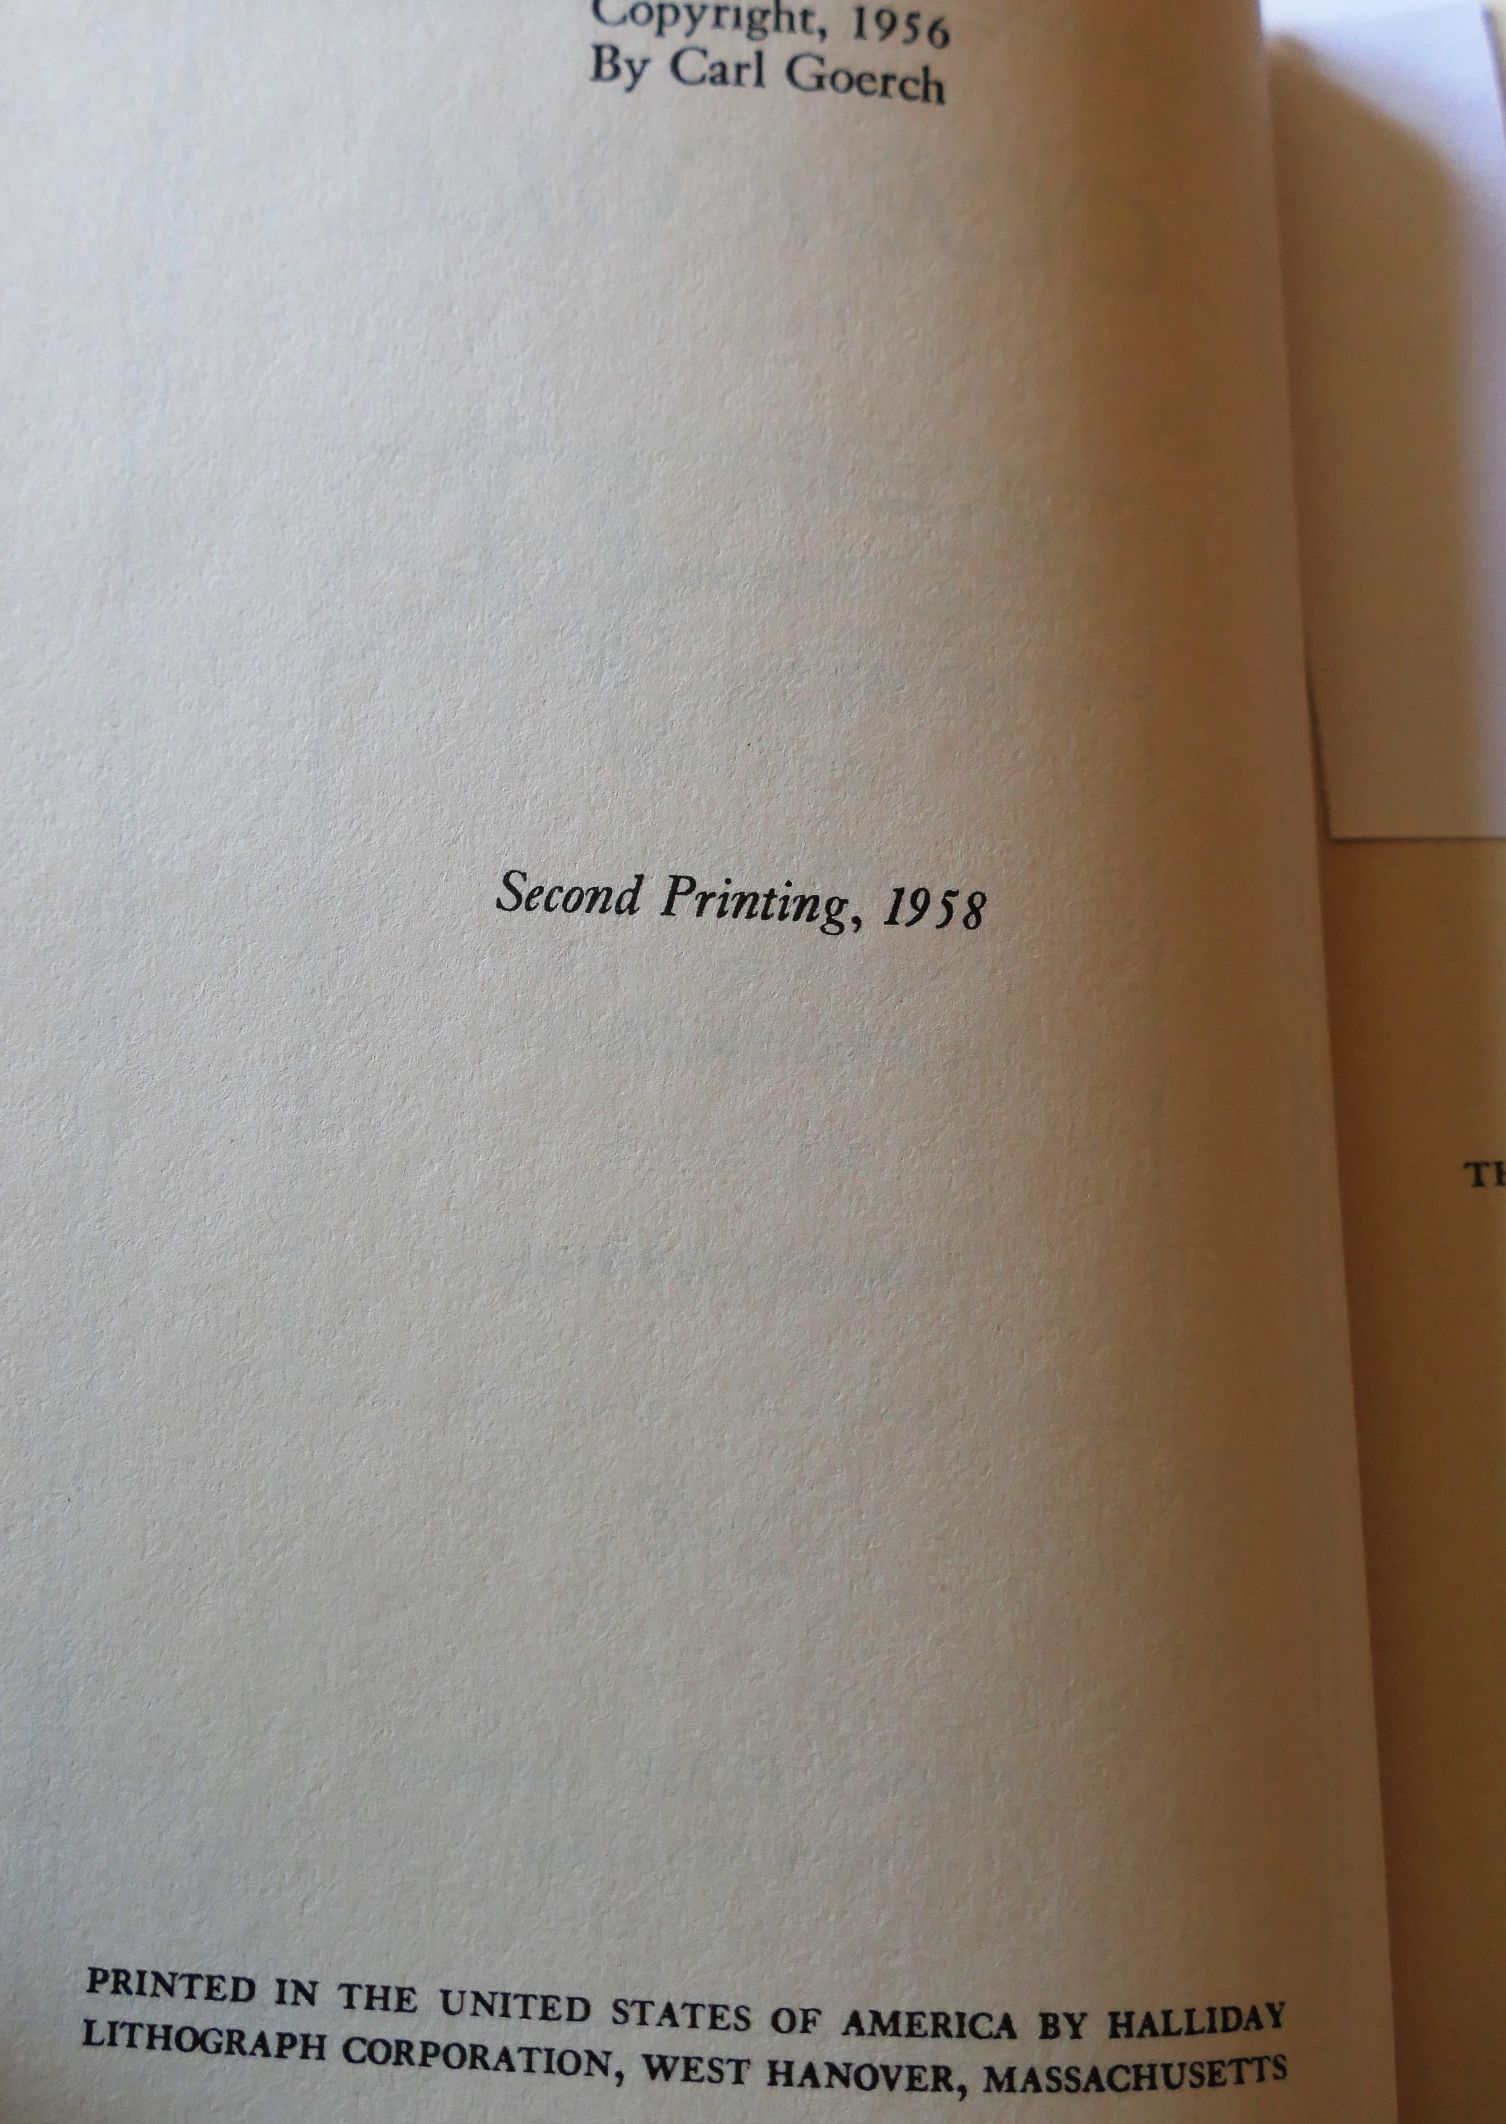 Copyright, 1956
By Carl Goerch
Second Printing, 1958
PRINTED IN THE UNITED STATES OF AMERICA BY HALLIDAY
LITHOGRAPH CORPORATION, WEST HANOVER, MASSACHUSETTS